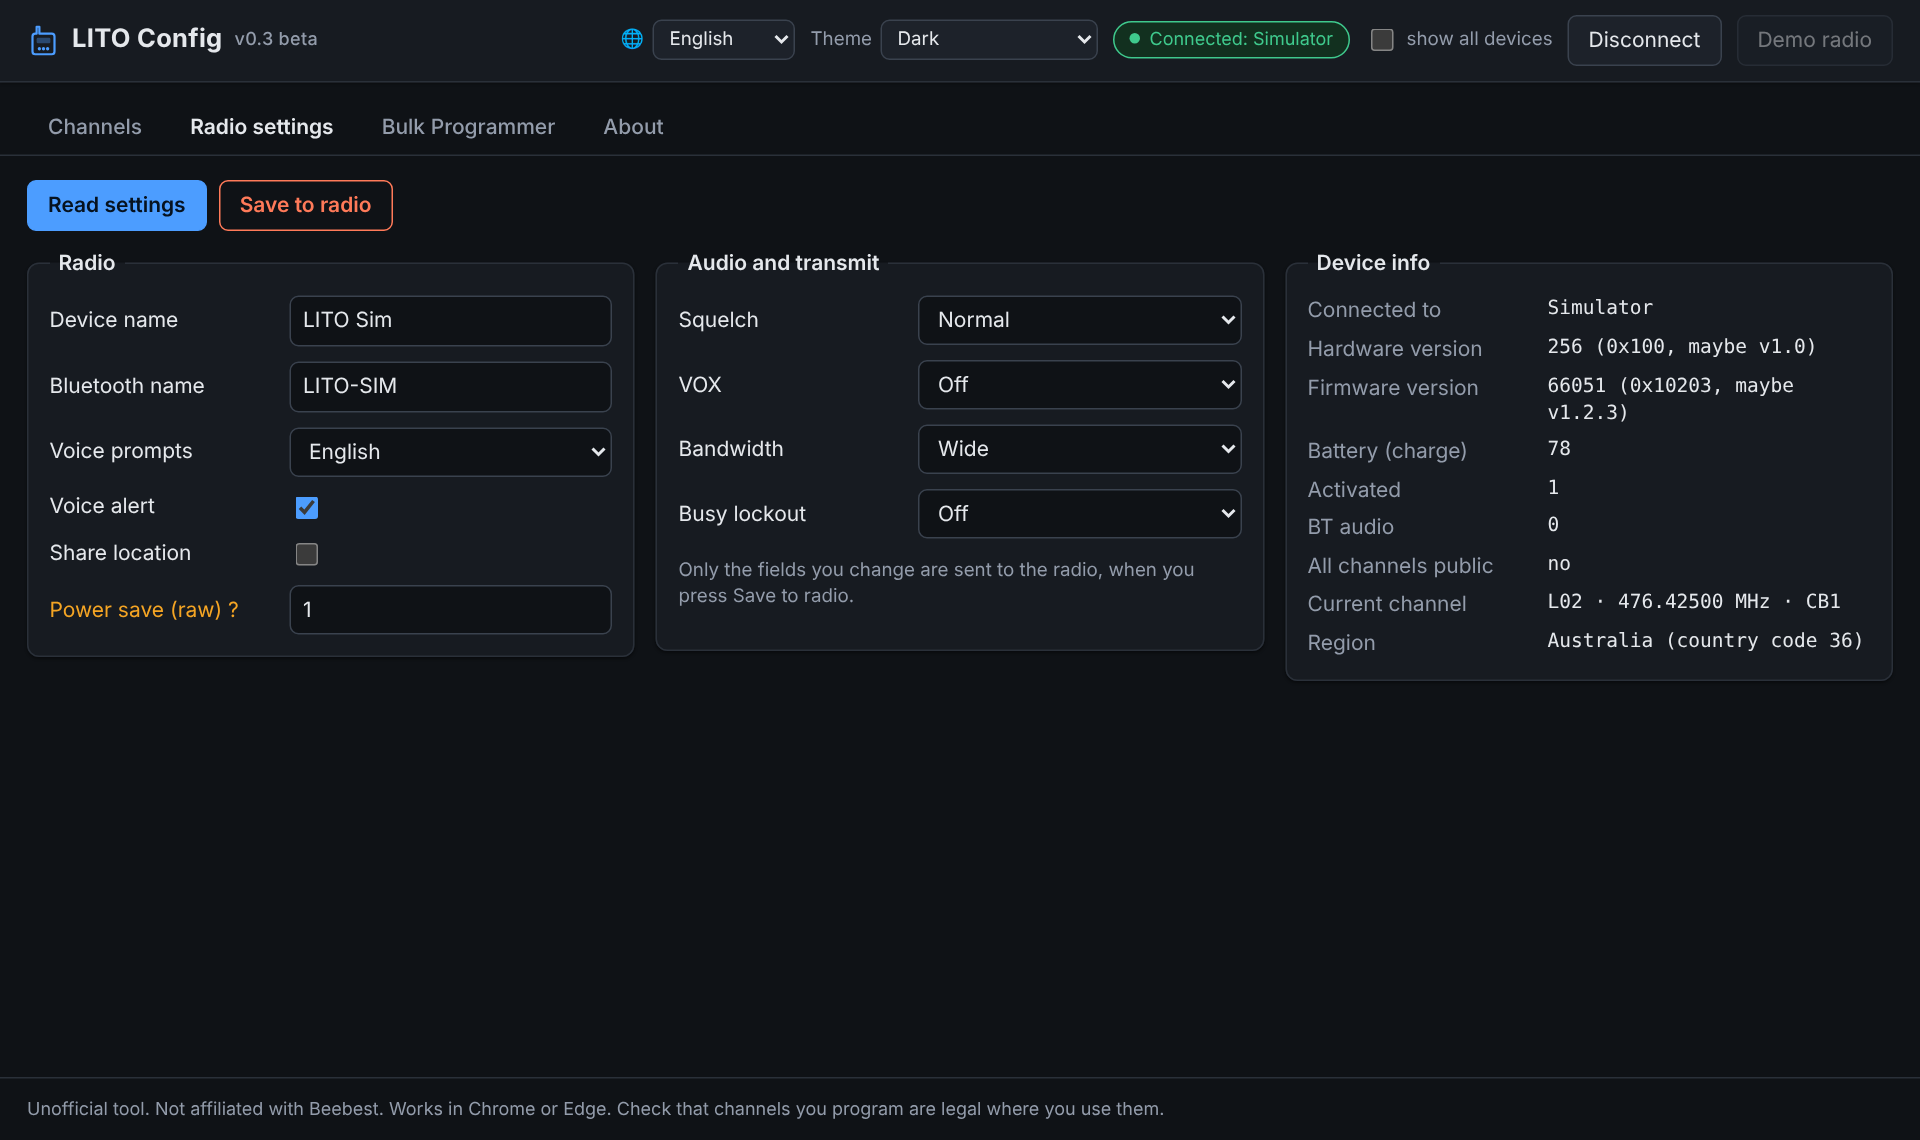 LITO Config v0.3 beta
English
Theme
Dark
Connected: Simulator
show all devices
Disconnect
Demo radio
Channels
Radio settings
Bulk Programmer
About
Read settings
Save to radio
Radio
Device name
LITO Sim
Bluetooth name
LITO-SIM
Voice prompts
English
Voice alert
Share location
Power save (raw) ?
1
Audio and transmit
Squelch
Normal
VOX
Off
Bandwidth
Wide
Busy lockout
Off
Only the fields you change are sent to the radio, when you
press Save to radio.
Device info
Connected to
Simulator
Hardware version
256 (0x100, maybe v1.0)
Firmware version
66051 (0x10203, maybe
v1.2.3)
Battery (charge)
78
Activated
1
BT audio
0
All channels public
no
Current channel
L02 · 476.42500 MHz · CB1
Region
Australia (country code 36)
Unofficial tool. Not affiliated with Beebest. Works in Chrome or Edge. Check that channels you program are legal where you use them.